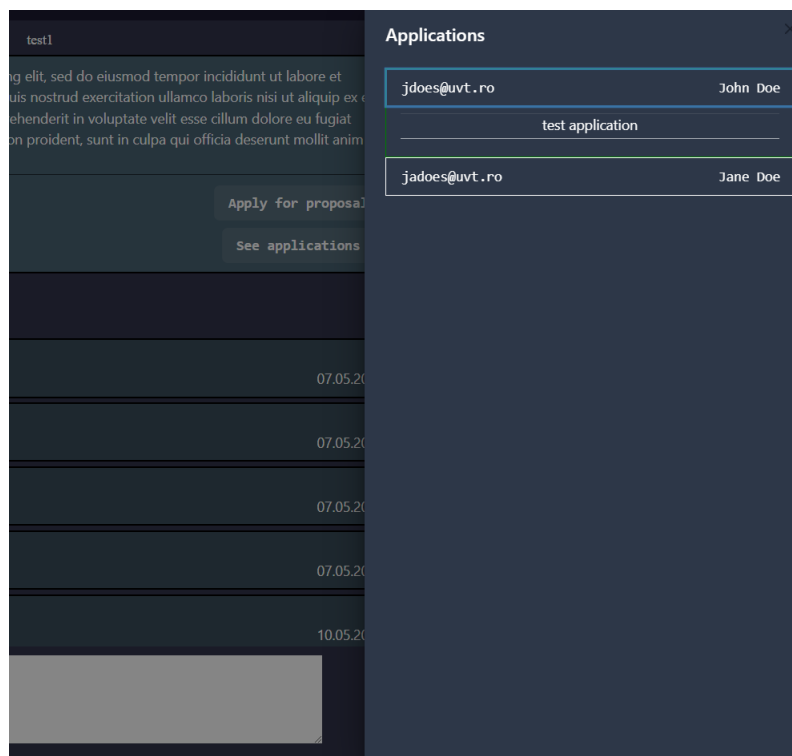 test1
ng elit, sed do eiusmod tempor incididunt ut labore et
uis nostrud exercitation ullamco laboris nisi ut aliquip ex e
ehenderit in voluptate velit esse cillum dolore eu fugiat
on proident, sunt in culpa qui officia deserunt mollit anim
Apply for proposal
See applications
07.05.20
07.05.20
07.05.20
07.05.20
10.05.20
Applications
jdoes@uvt.ro John Doe
test application
jadoes@uvt.ro Jane Doe